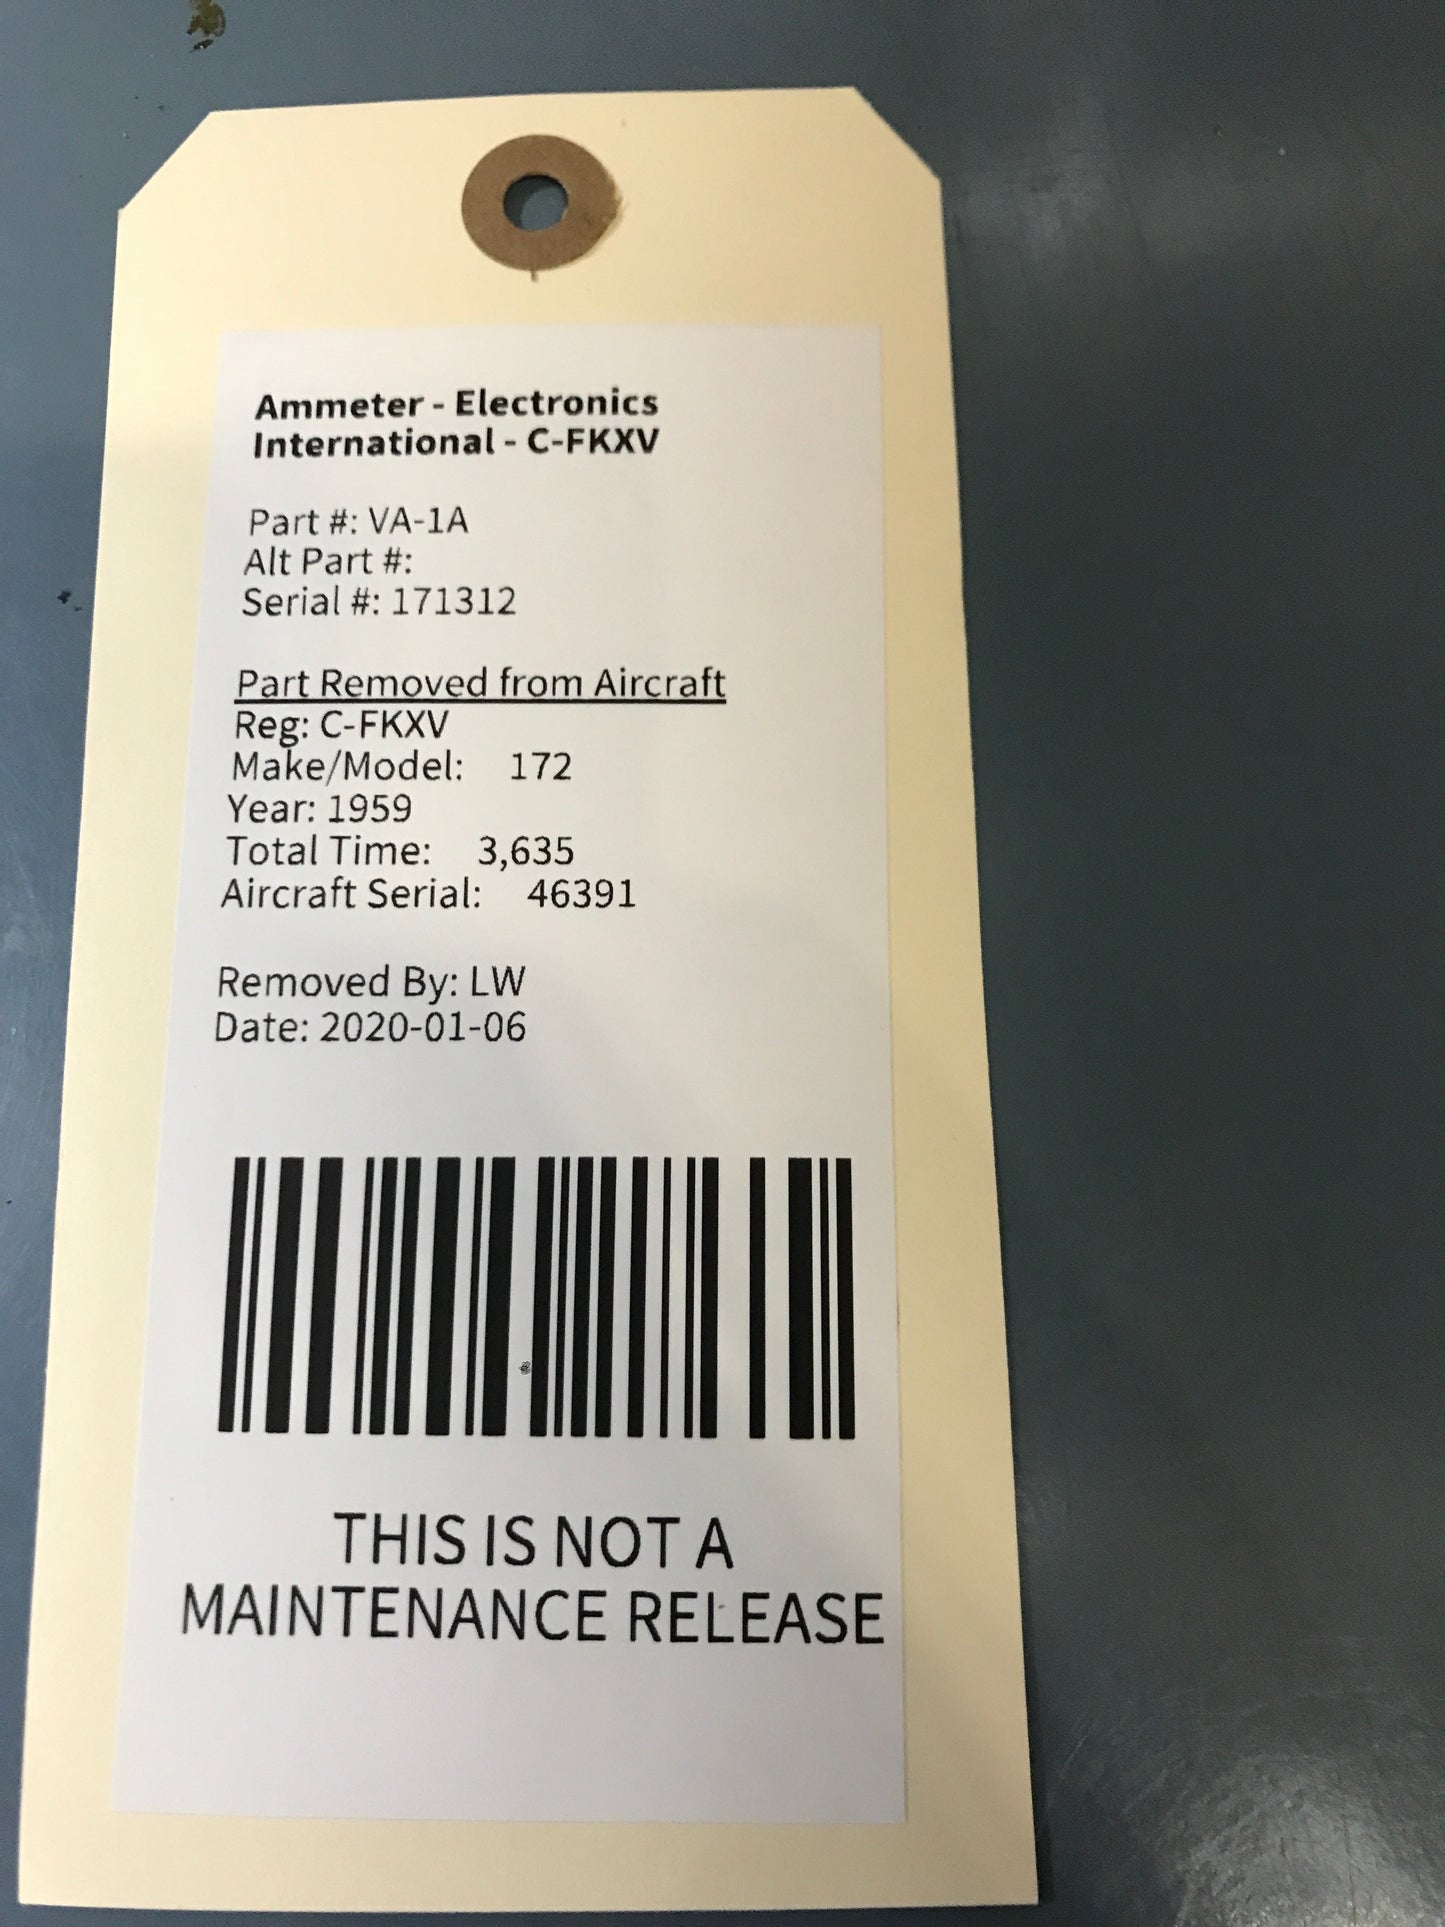 Ammeter - Electronics
International - C-FKXV
Part #: VA-1A
Alt Part #:
Serial #: 171312
Part Removed from Aircraft
Reg: C-FKXV
Make/Model: 172
Year: 1959
Total Time: 3,635
Aircraft Serial: 46391
Removed By: LW
Date: 2020-01-06
THIS IS NOT A
MAINTENANCE RELEASE